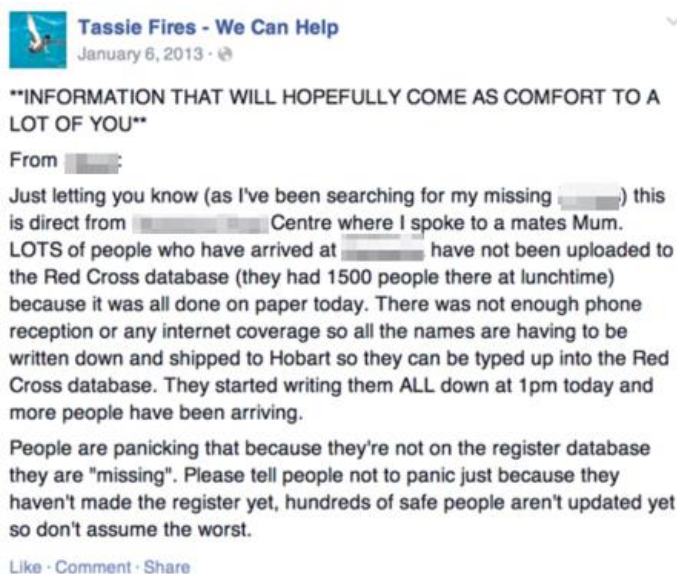 Tassie Fires - We Can Help
January 6, 2013 ·
**INFORMATION THAT WILL HOPEFULLY COME AS COMFORT TO A
LOT OF YOU**
From :
Just letting you know (as I've been searching for my missing ) this
is direct from Centre where I spoke to a mates Mum.
LOTS of people who have arrived at have not been uploaded to
the Red Cross database (they had 1500 people there at lunchtime)
because it was all done on paper today. There was not enough phone
reception or any internet coverage so all the names are having to be
written down and shipped to Hobart so they can be typed up into the Red
Cross database. They started writing them ALL down at 1pm today and
more people have been arriving.
People are panicking that because they're not on the register database
they are "missing". Please tell people not to panic just because they
haven't made the register yet, hundreds of safe people aren't updated yet
so don't assume the worst.
Like · Comment · Share